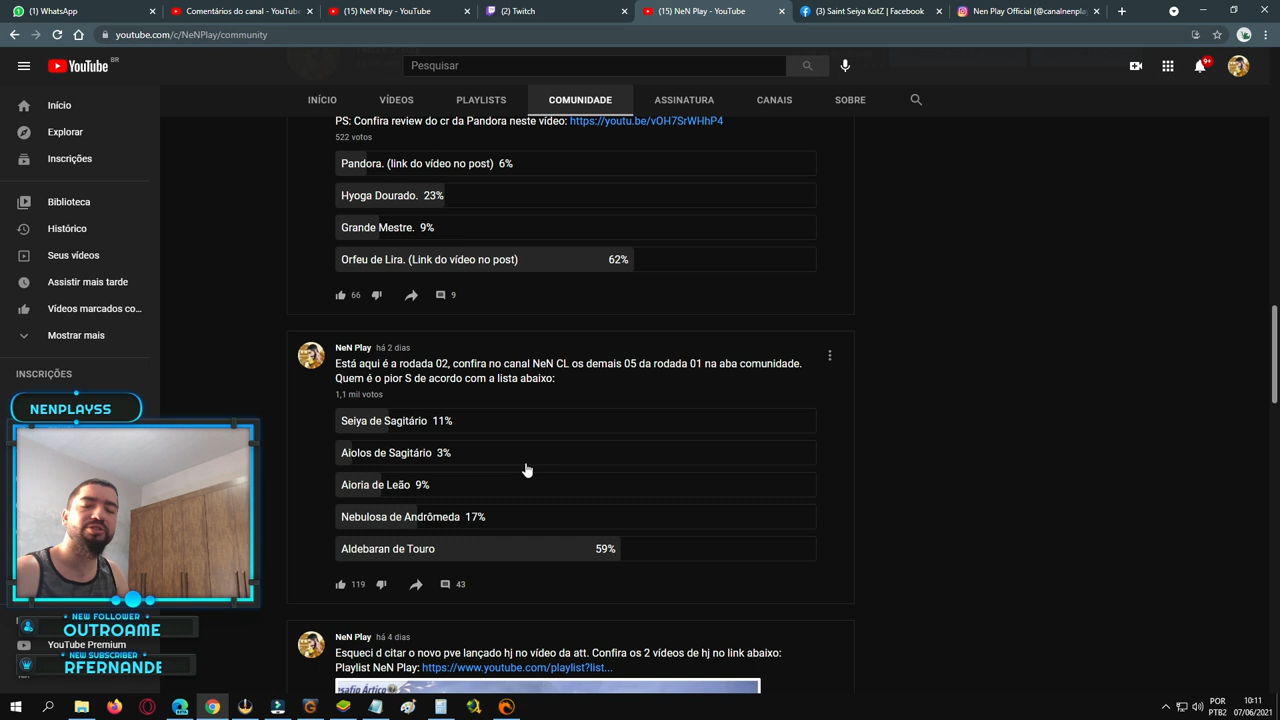 (1) WhatsApp
Comentários do canal - YouTube
(15) NeN Play - YouTube
(2) Twitch
(15) NeN Play - YouTube
(3) Saint Seiya KotZ | Facebook
Nen Play Official (@canalnenpla
youtube.com/c/NeNPlay/community
YouTube BR
Pesquisar
9+
INÍCIO
VÍDEOS
PLAYLISTS
COMUNIDADE
ASSINATURA
CANAIS
SOBRE
Início
Explorar
Inscrições
Biblioteca
Histórico
Seus vídeos
Assistir mais tarde
Vídeos marcados co...
Mostrar mais
INSCRIÇÕES
NENPLAYSS
NEW FOLLOWER
OUTROAME
YouTube Premium
NEW SUBSCRIBER
RFERNANDE
PS: Confira review do cr da Pandora neste vídeo: https://youtu.be/vOH7SrWHhP4
522 votos
Pandora. (link do vídeo no post) 6%
Hyoga Dourado. 23%
Grande Mestre. 9%
Orfeu de Lira. (Link do vídeo no post) 62%
66 9
NeN Play há 2 dias
Está aqui é a rodada 02, confira no canal NeN CL os demais 05 da rodada 01 na aba comunidade.
Quem é o pior S de acordo com a lista abaixo:
1,1 mil votos
Seiya de Sagitário 11%
Aiolos de Sagitário 3%
Aioria de Leão 9%
Nebulosa de Andrômeda 17%
Aldebaran de Touro 59%
119 43
NeN Play há 4 dias
Esqueci d citar o novo pve lançado hj no vídeo da att. Confira os 2 vídeos de hj no link abaixo:
Playlist NeN Play: https://www.youtube.com/playlist?list...
esafio Ártico
POR
PTB2
10:11
07/06/2021